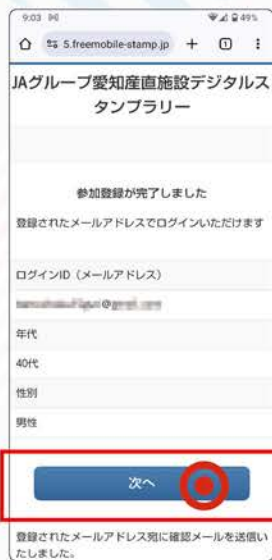 9:03
49%
5.freemobile-stamp.jp
JAグループ愛知産直施設デジタルス
タンプラリー
参加登録が完了しました
登録されたメールアドレスでログインいただけます
ログインID（メールアドレス）
年代
40代
性別
男性
次へ
登録されたメールアドレス宛に確認メールを送信い
たしました。